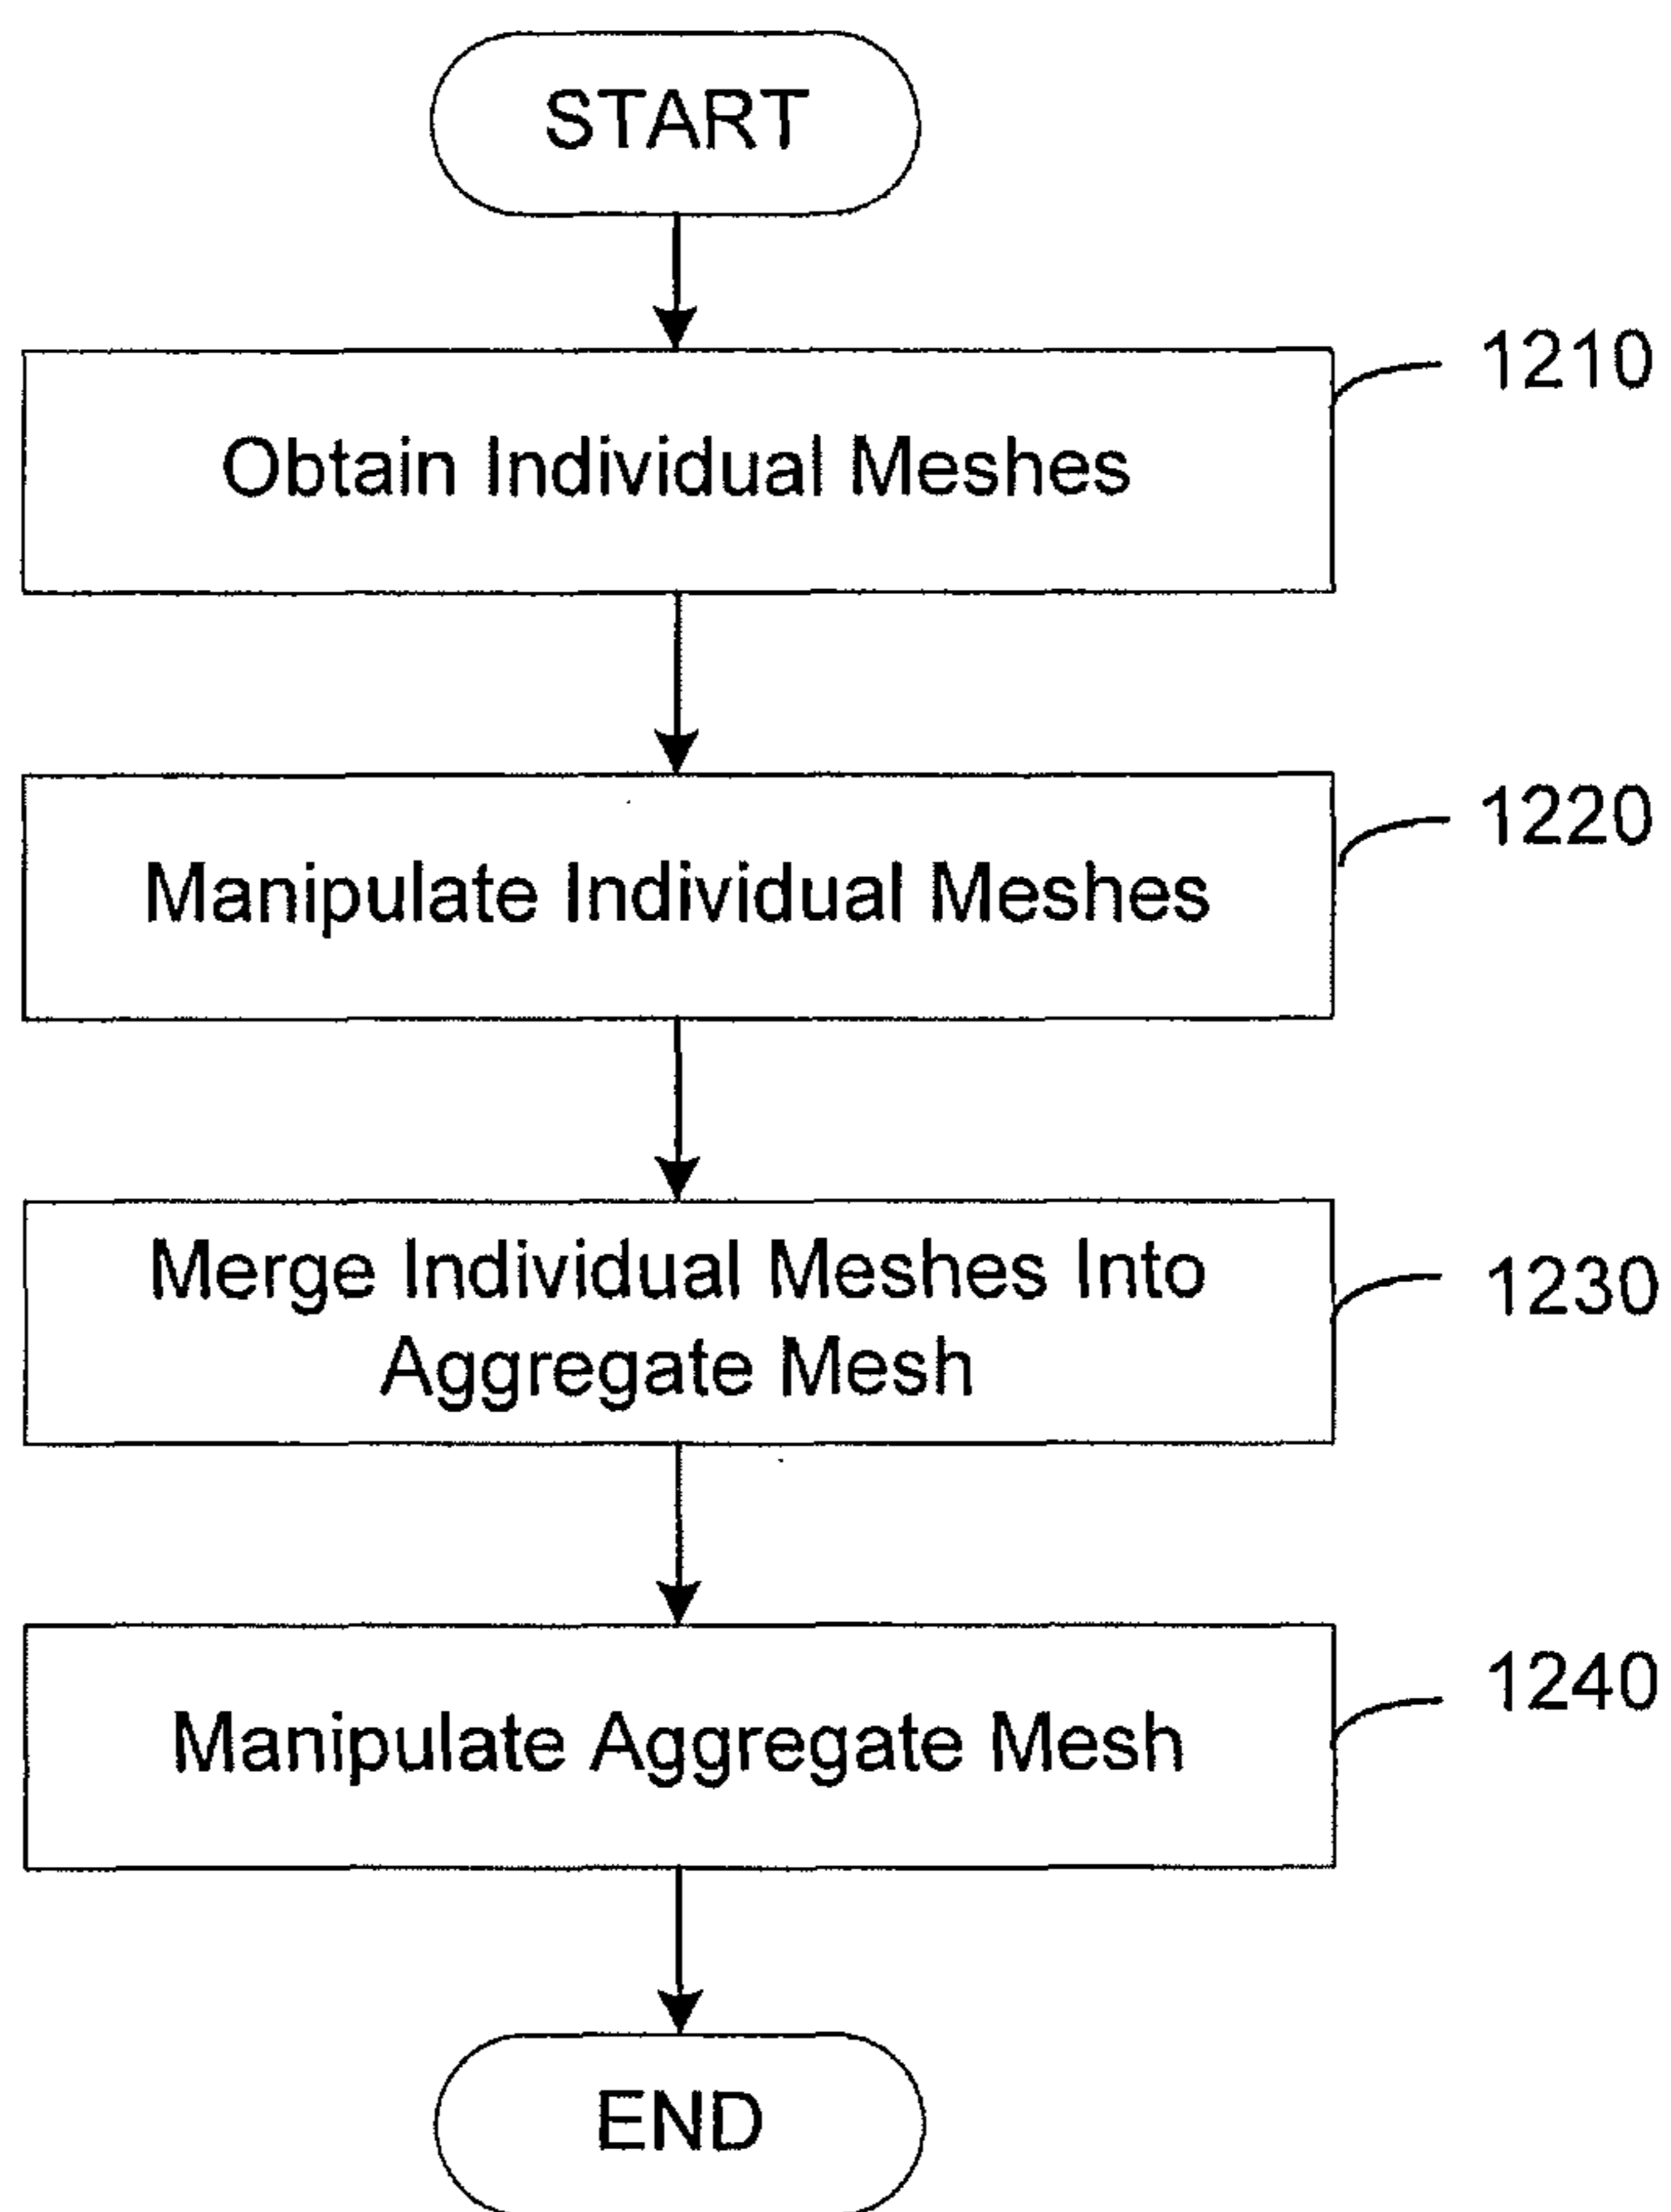 START
1210
Obtain Individual Meshes
1220
Manipulate Individual Meshes
1230
Merge Individual Meshes Into
Aggregate Mesh
1240
Manipulate Aggregate Mesh
END